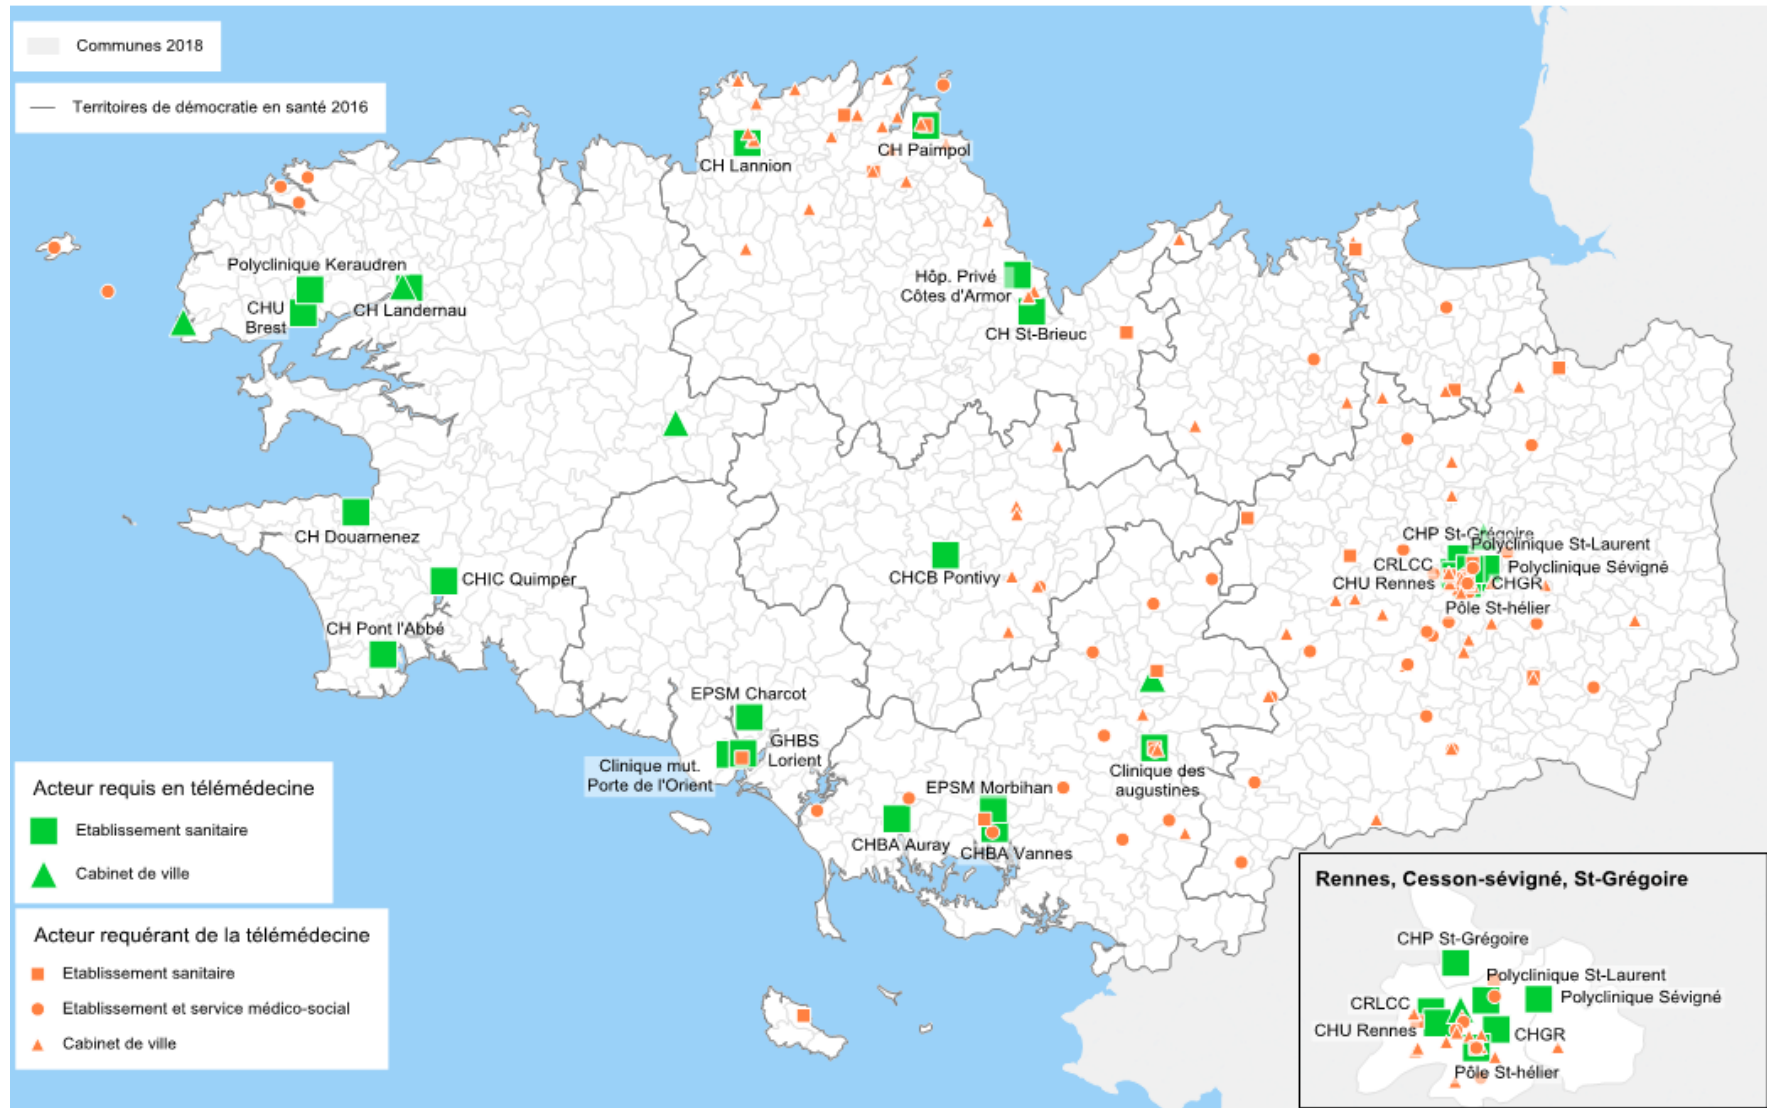 Communes 2018
Territoires de démocratie en santé 2016
CH Lannion
CH Paimpol
Polyclinique Keraudren
CHU
Brest
CH Landernau
Hôp. Privé
Côtes d'Armor
CH St-Brieuc
CH Douarnenez
CHIC Quimper
CH Pont l'Abbé
CHCB Pontivy
CHP St-Grégoire
Polyclinique St-Laurent
CRLCC
Polyclinique Sévigné
CHU Rennes
CHGR
Pôle St-hélier
EPSM Charcot
GHBS
Lorient
Clinique mut.
Porte de l'Orient
Clinique des
augustines
EPSM Morbihan
CHBA Auray
CHBA Vannes
Acteur requis en télémédecine
Etablissement sanitaire
Cabinet de ville
Acteur requérant de la télémédecine
Etablissement sanitaire
Etablissement et service médico-social
Cabinet de ville
Rennes, Cesson-sévigné, St-Grégoire
CHP St-Grégoire
Polyclinique St-Laurent
CRLCC
Polyclinique Sévigné
CHU Rennes
CHGR
Pôle St-hélier